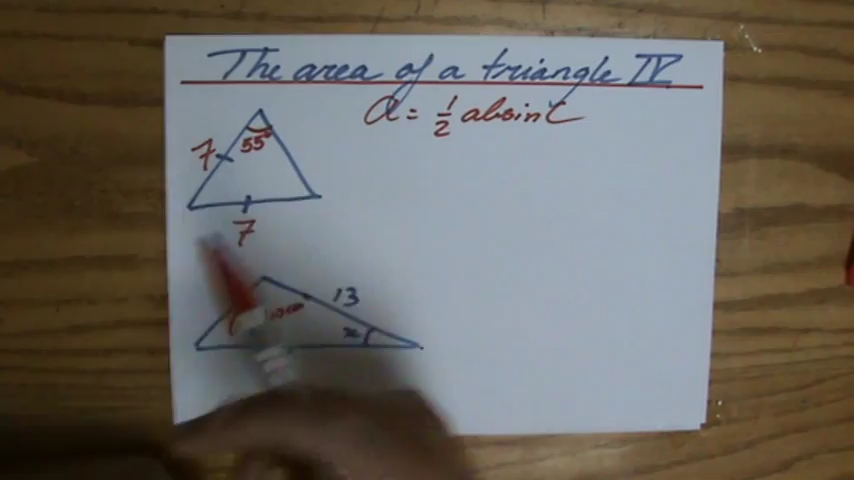 The area of a triangle IV
a = 1/2 absinC
55°
7
7
13
x